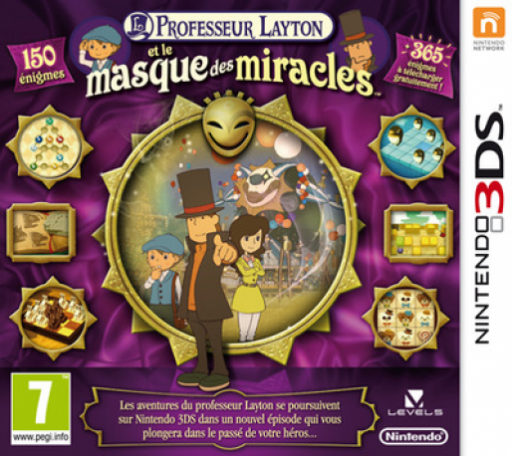 PROFESSEUR LAYTON
et le
masque des miracles
150
énigmes
365
énigmes
à télécharger
gratuitement !
NINTENDO
NETWORK
NINTENDO 3DS
7
www.pegi.info
Les aventures du professeur Layton se poursuivent
sur Nintendo 3DS dans un nouvel épisode qui vous
plongera dans le passé de votre héros...
LEVEL5
Nintendo